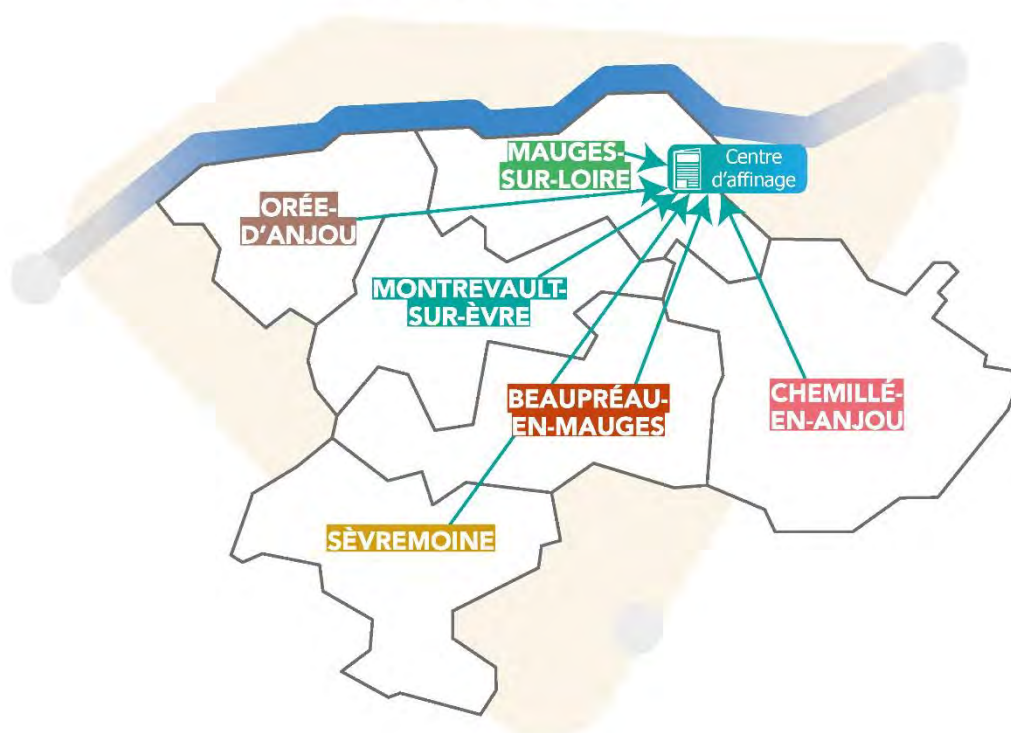 MAUGES-
SUR-LOIRE
Centre
d'affinage
ORÉE-
D'ANJOU
MONTREVAULT-
SUR-ÈVRE
BEAUPRÉAU-
EN-MAUGES
CHEMILLÉ-
EN-ANJOU
SÈVREMOINE